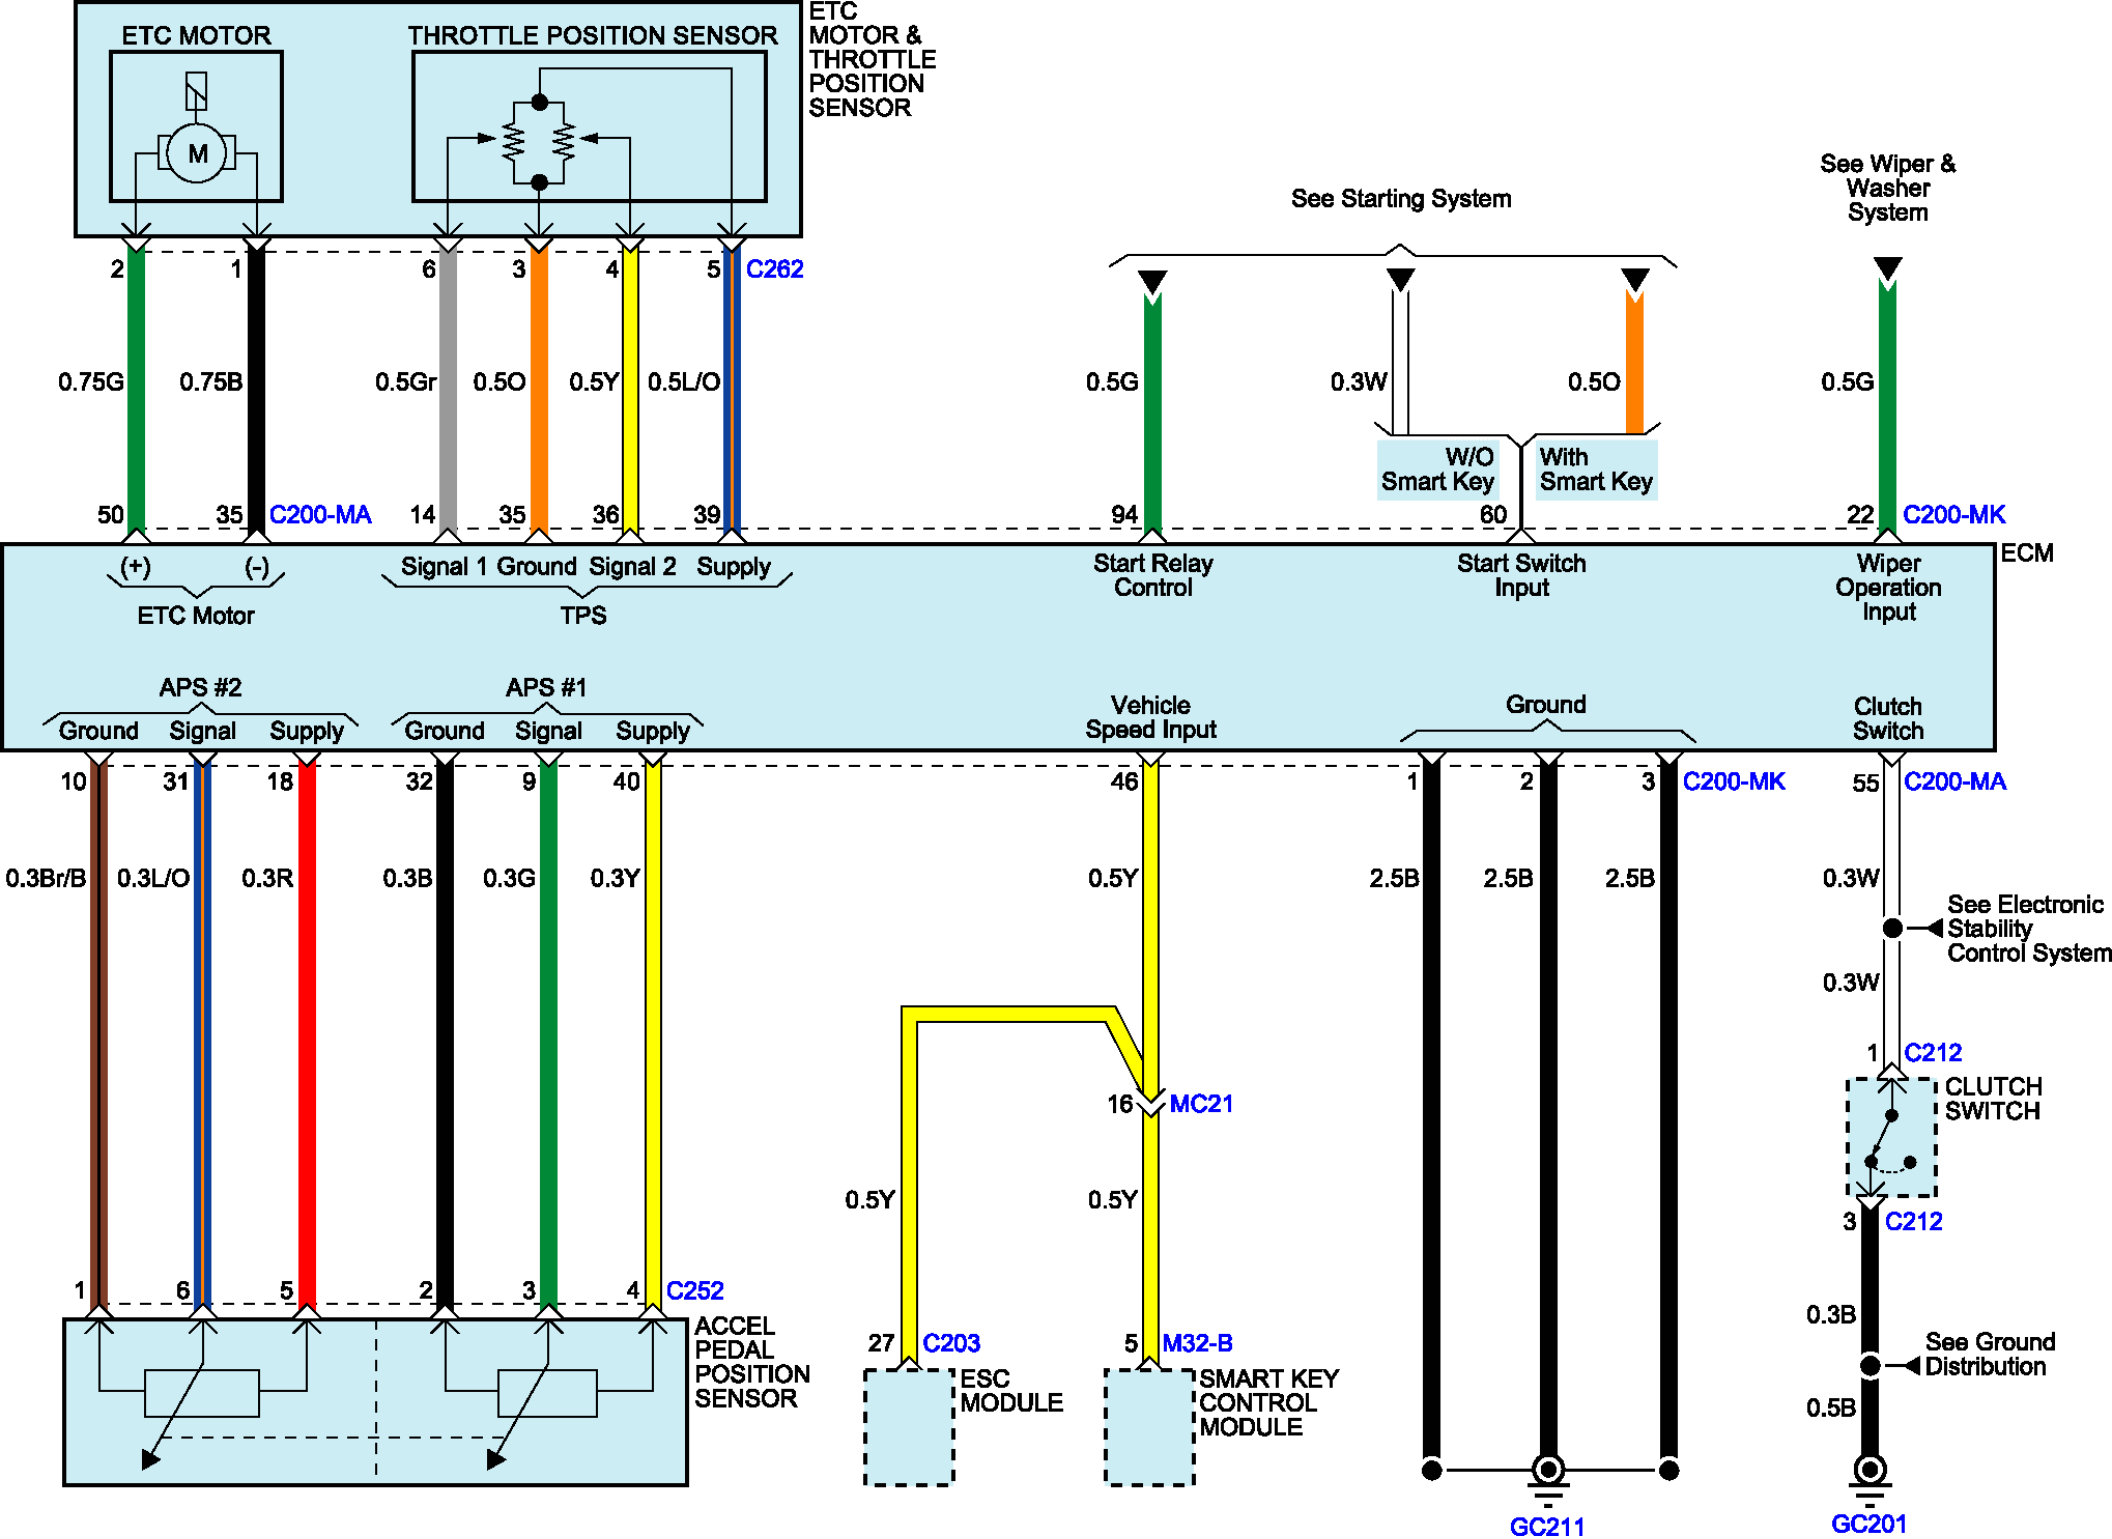 ETC
MOTOR &
THROTTLE
POSITION
SENSOR
ETC MOTOR
THROTTLE POSITION SENSOR
M
2
1
6
3
4
5
C262
See Starting System
See Wiper &
Washer
System
0.75G
0.75B
0.5Gr
0.5O
0.5Y
0.5L/O
0.5G
0.3W
0.5O
0.5G
W/O
Smart Key
With
Smart Key
50
35
C200-MA
14
35
36
39
94
60
22
C200-MK
ECM
(+)
(-)
ETC Motor
Signal 1
Ground
Signal 2
Supply
TPS
Start Relay
Control
Start Switch
Input
Wiper
Operation
Input
APS #2
Ground
Signal
Supply
APS #1
Ground
Signal
Supply
Vehicle
Speed Input
Ground
Clutch
Switch
10
31
18
32
9
40
46
1
2
3
C200-MK
55
C200-MA
0.3Br/B
0.3L/O
0.3R
0.3B
0.3G
0.3Y
0.5Y
2.5B
2.5B
2.5B
0.3W
See Electronic
Stability
Control System
0.3W
1
C212
CLUTCH
SWITCH
16
MC21
0.5Y
0.5Y
3
C212
1
6
5
2
3
4
C252
ACCEL
PEDAL
POSITION
SENSOR
27
C203
ESC
MODULE
5
M32-B
SMART KEY
CONTROL
MODULE
0.3B
See Ground
Distribution
0.5B
GC211
GC201